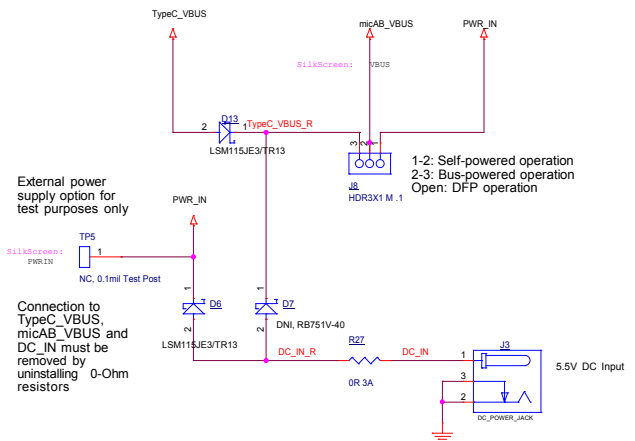 TypeC_VBUS
micAB_VBUS
PWR_IN
SilkScreen: VBUS
D13
2 1 TypeC_VBUS_R
LSM115JE3/TR13
3 2 1
J8
HDR3X1 M .1
1-2: Self-powered operation
2-3: Bus-powered operation
Open: DFP operation
External power
supply option for
test purposes only
PWR_IN
TP5
SilkScreen: 1
PWRIN
NC, 0.1mil Test Post
Connection to
TypeC_VBUS,
micAB_VBUS and
DC_IN must be
removed by
uninstalling 0-Ohm
resistors
1
D6
2
LSM115JE3/TR13
1
D7
2
DNI, RB751V-40
DC_IN_R
R27
0R 3A
DC_IN
J3
1
3
2
DC_POWER_JACK
5.5V DC Input